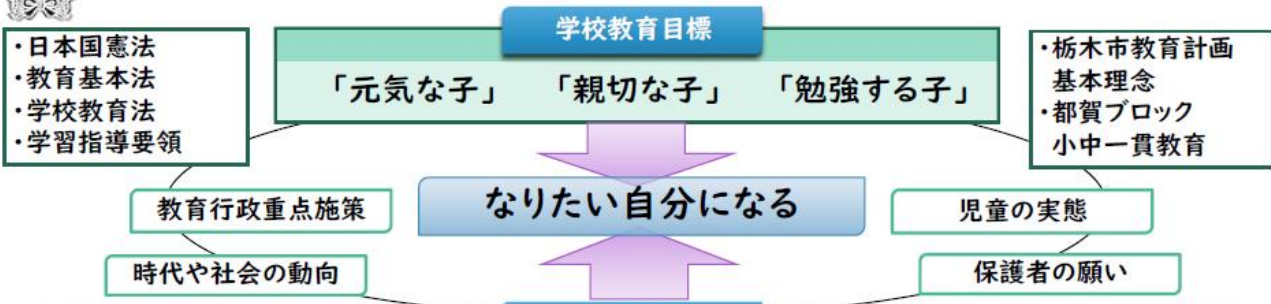 学校教育目標
・日本国憲法
・教育基本法
・学校教育法
・学習指導要領
「元気な子」 「親切な子」 「勉強する子」
・栃木市教育計画
基本理念
・都賀ブロック
小中一貫教育
なりたい自分になる
教育行政重点施策
児童の実態
時代や社会の動向
保護者の願い